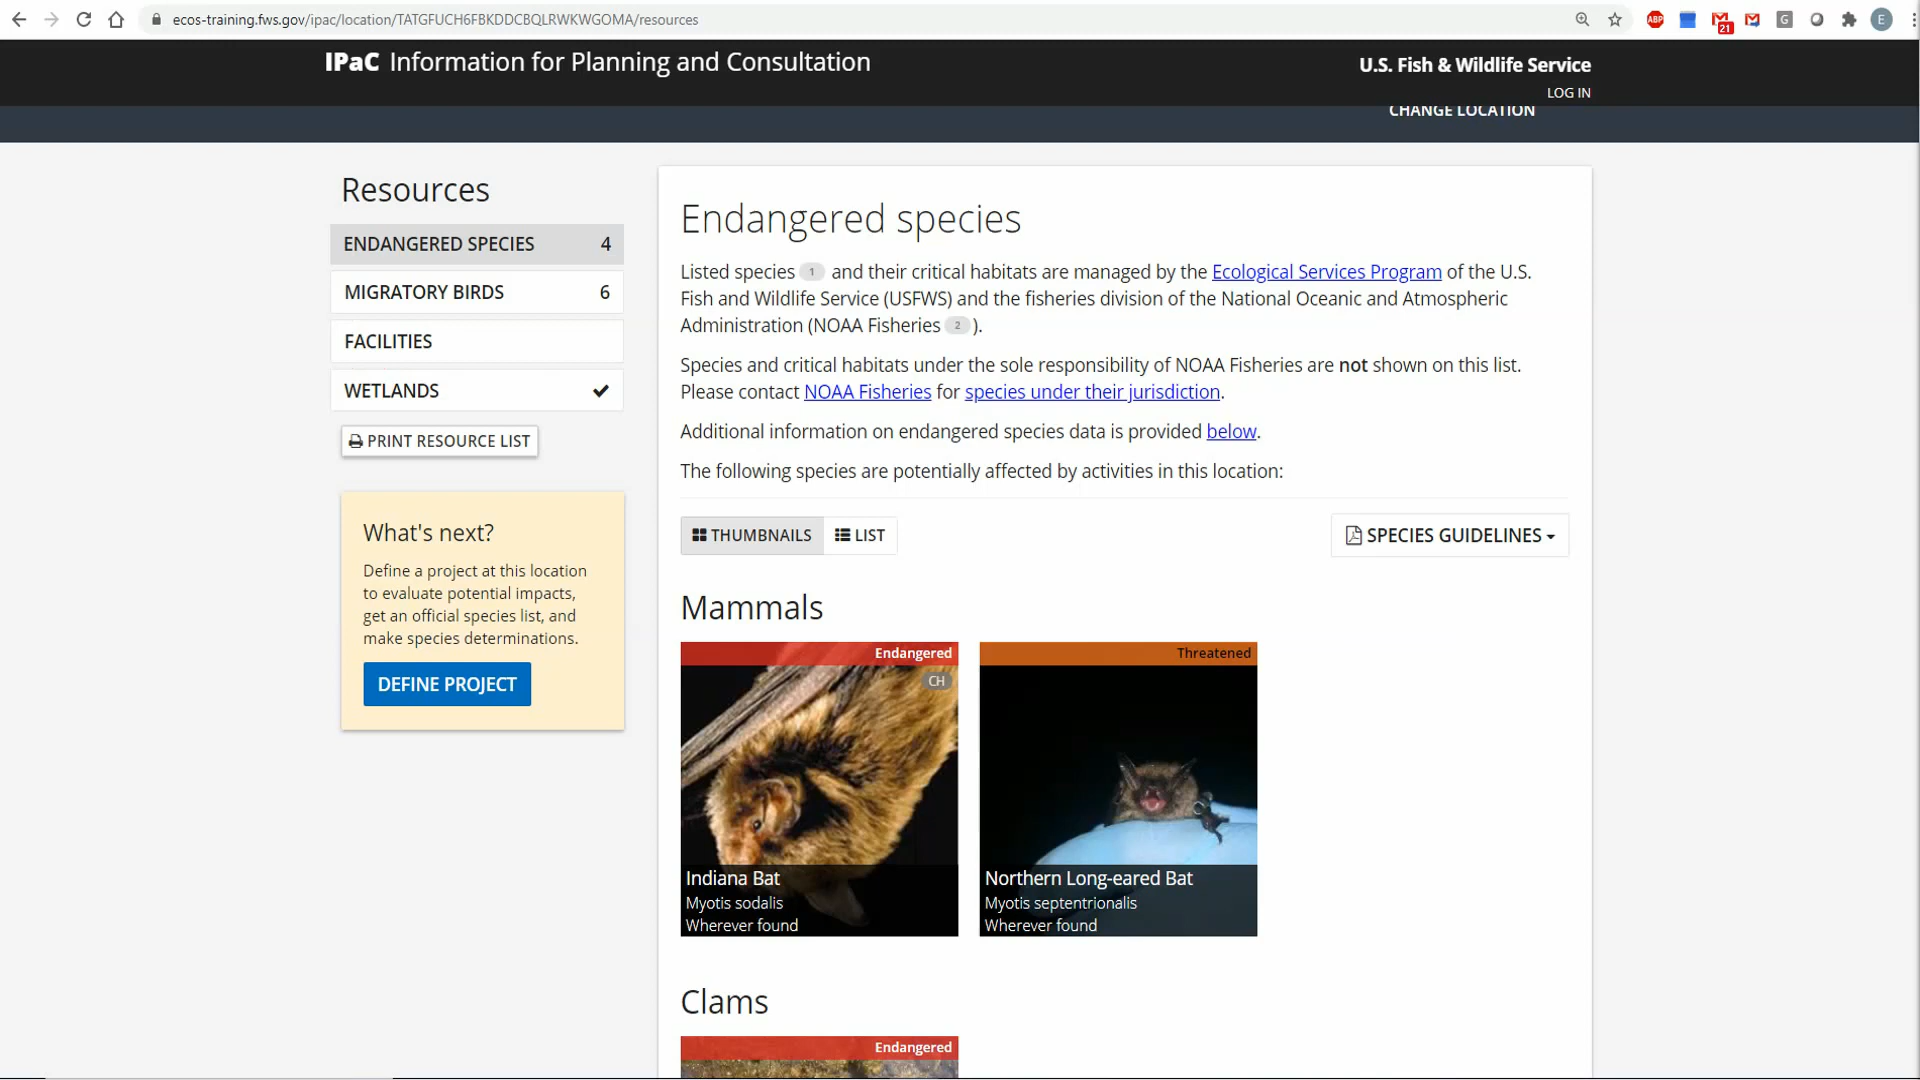 ecos-training.fws.gov/ipac/location/TATGFUCH6FBKDDCBQLRWKWGOMA/resources
ABP
21
G
E
IPaC Information for Planning and Consultation
U.S. Fish & Wildlife Service
LOG IN
CHANGE LOCATION
Resources
ENDANGERED SPECIES 4
MIGRATORY BIRDS 6
FACILITIES
WETLANDS
PRINT RESOURCE LIST
What's next?
Define a project at this location
to evaluate potential impacts,
get an official species list, and
make species determinations.
DEFINE PROJECT
Endangered species
Listed species 1 and their critical habitats are managed by the Ecological Services Program of the U.S.
Fish and Wildlife Service (USFWS) and the fisheries division of the National Oceanic and Atmospheric
Administration (NOAA Fisheries 2 ).
Species and critical habitats under the sole responsibility of NOAA Fisheries are not shown on this list.
Please contact NOAA Fisheries for species under their jurisdiction.
Additional information on endangered species data is provided below.
The following species are potentially affected by activities in this location:
THUMBNAILS LIST
SPECIES GUIDELINES
Mammals
Endangered
CH
Indiana Bat
Myotis sodalis
Wherever found
Threatened
Northern Long-eared Bat
Myotis septentrionalis
Wherever found
Clams
Endangered